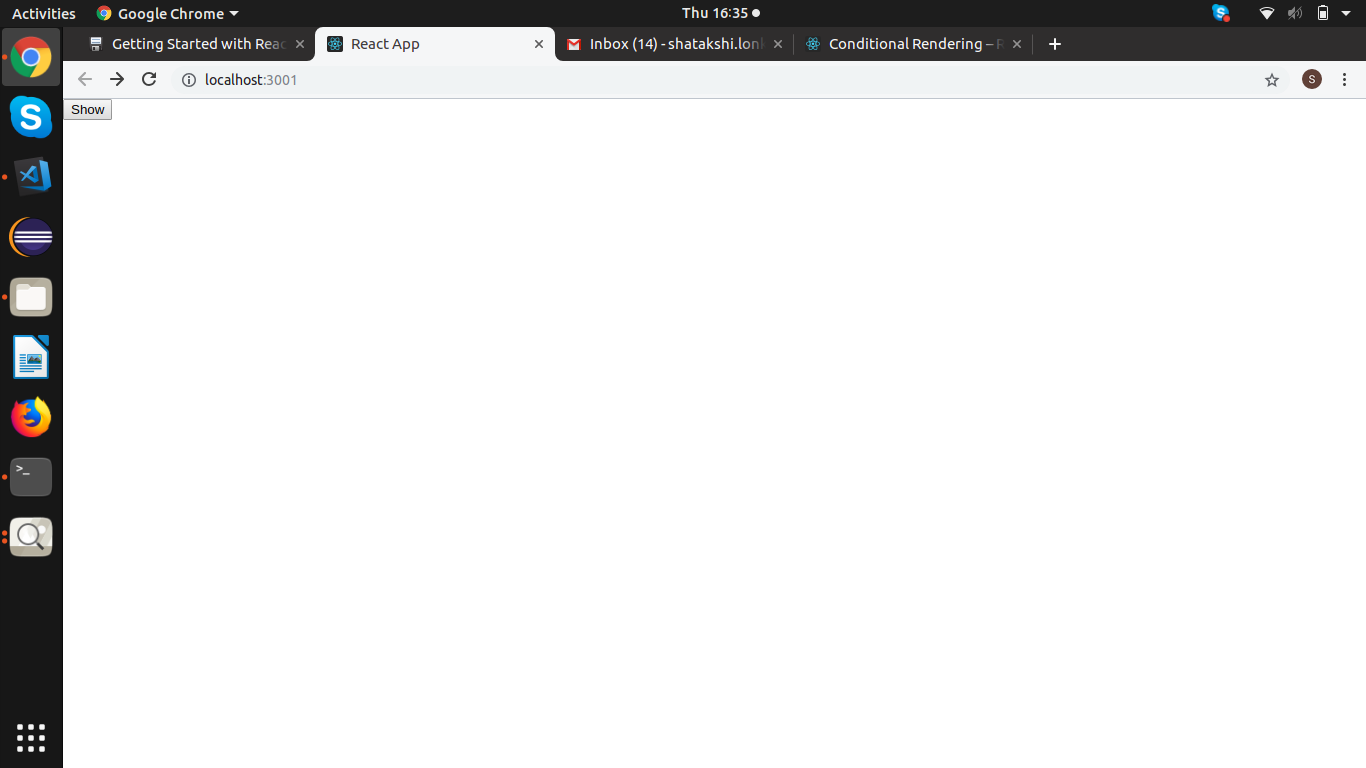 Activities Google Chrome Thu 16:35
Getting Started with Reac React App Inbox (14) - shatakshi.lon Conditional Rendering – R
localhost:3001 S
Show